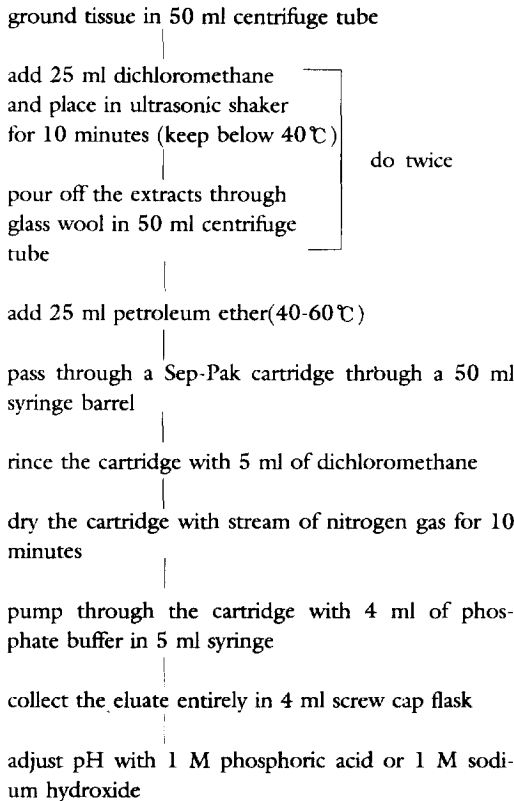 ground tissue in 50 ml centrifuge tube
add 25 ml dichloromethane
and place in ultrasonic shaker
for 10 minutes (keep below 40℃)
do twice
pour off the extracts through
glass wool in 50 ml centrifuge
tube
add 25 ml petroleum ether(40-60℃)
pass through a Sep-Pak cartridge through a 50 ml
syringe barrel
rince the cartridge with 5 ml of dichloromethane
dry the cartridge with stream of nitrogen gas for 10
minutes
pump through the cartridge with 4 ml of phos-
phate buffer in 5 ml syringe
collect the eluate entirely in 4 ml screw cap flask
adjust pH with 1 M phosphoric acid or 1 M sodi-
um hydroxide